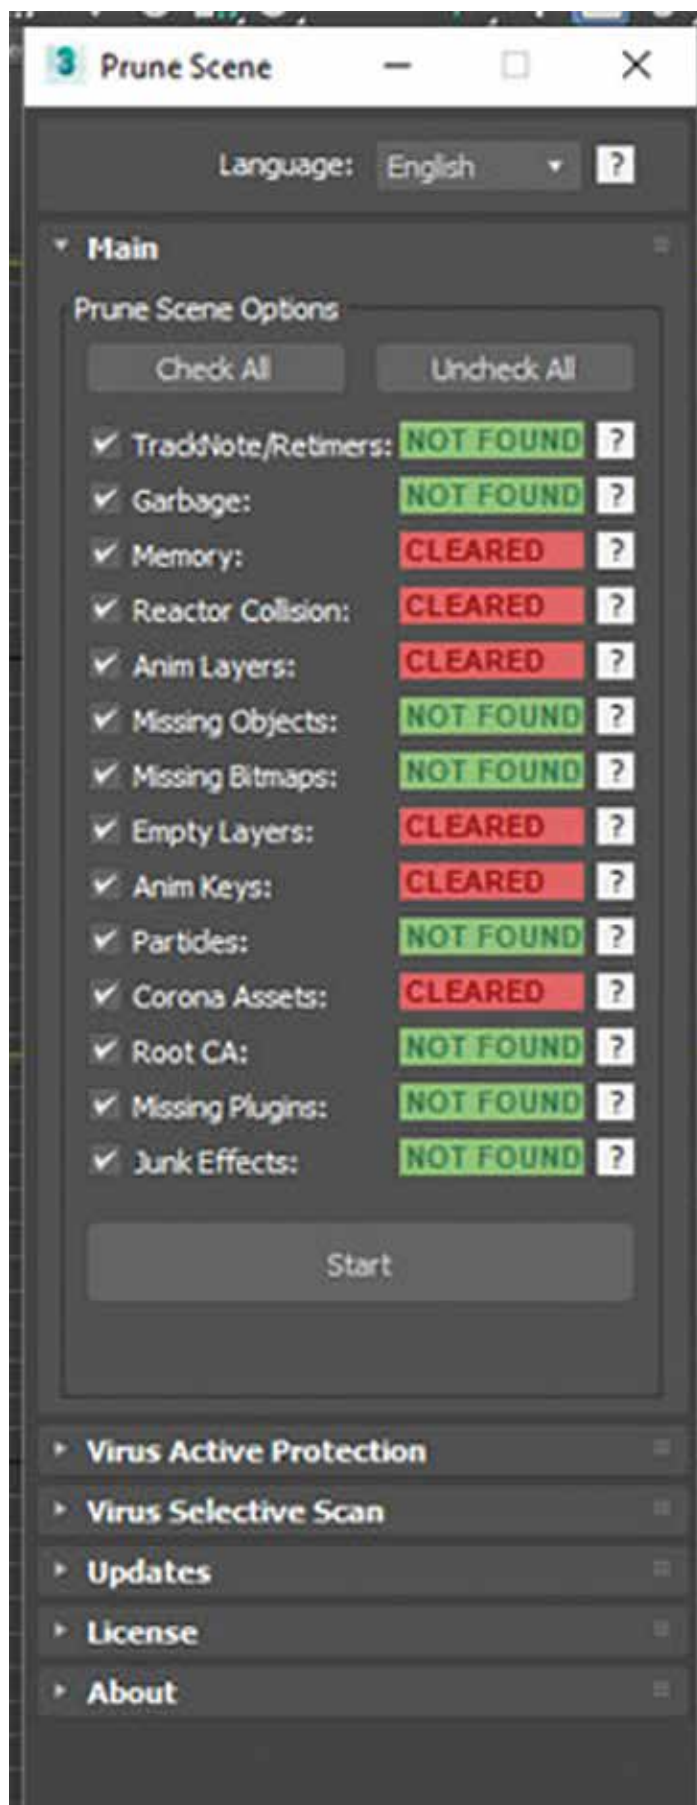 Prune Scene
Language: English ?
Main
Prune Scene Options
Check All Uncheck All
TrackNote/Retimers: NOT FOUND ?
Garbage: NOT FOUND ?
Memory: CLEARED ?
Reactor Collision: CLEARED ?
Anim Layers: CLEARED ?
Missing Objects: NOT FOUND ?
Missing Bitmaps: NOT FOUND ?
Empty Layers: CLEARED ?
Anim Keys: CLEARED ?
Particles: NOT FOUND ?
Corona Assets: CLEARED ?
Root CA: NOT FOUND ?
Missing Plugins: NOT FOUND ?
Junk Effects: NOT FOUND ?
Start
Virus Active Protection
Virus Selective Scan
Updates
License
About